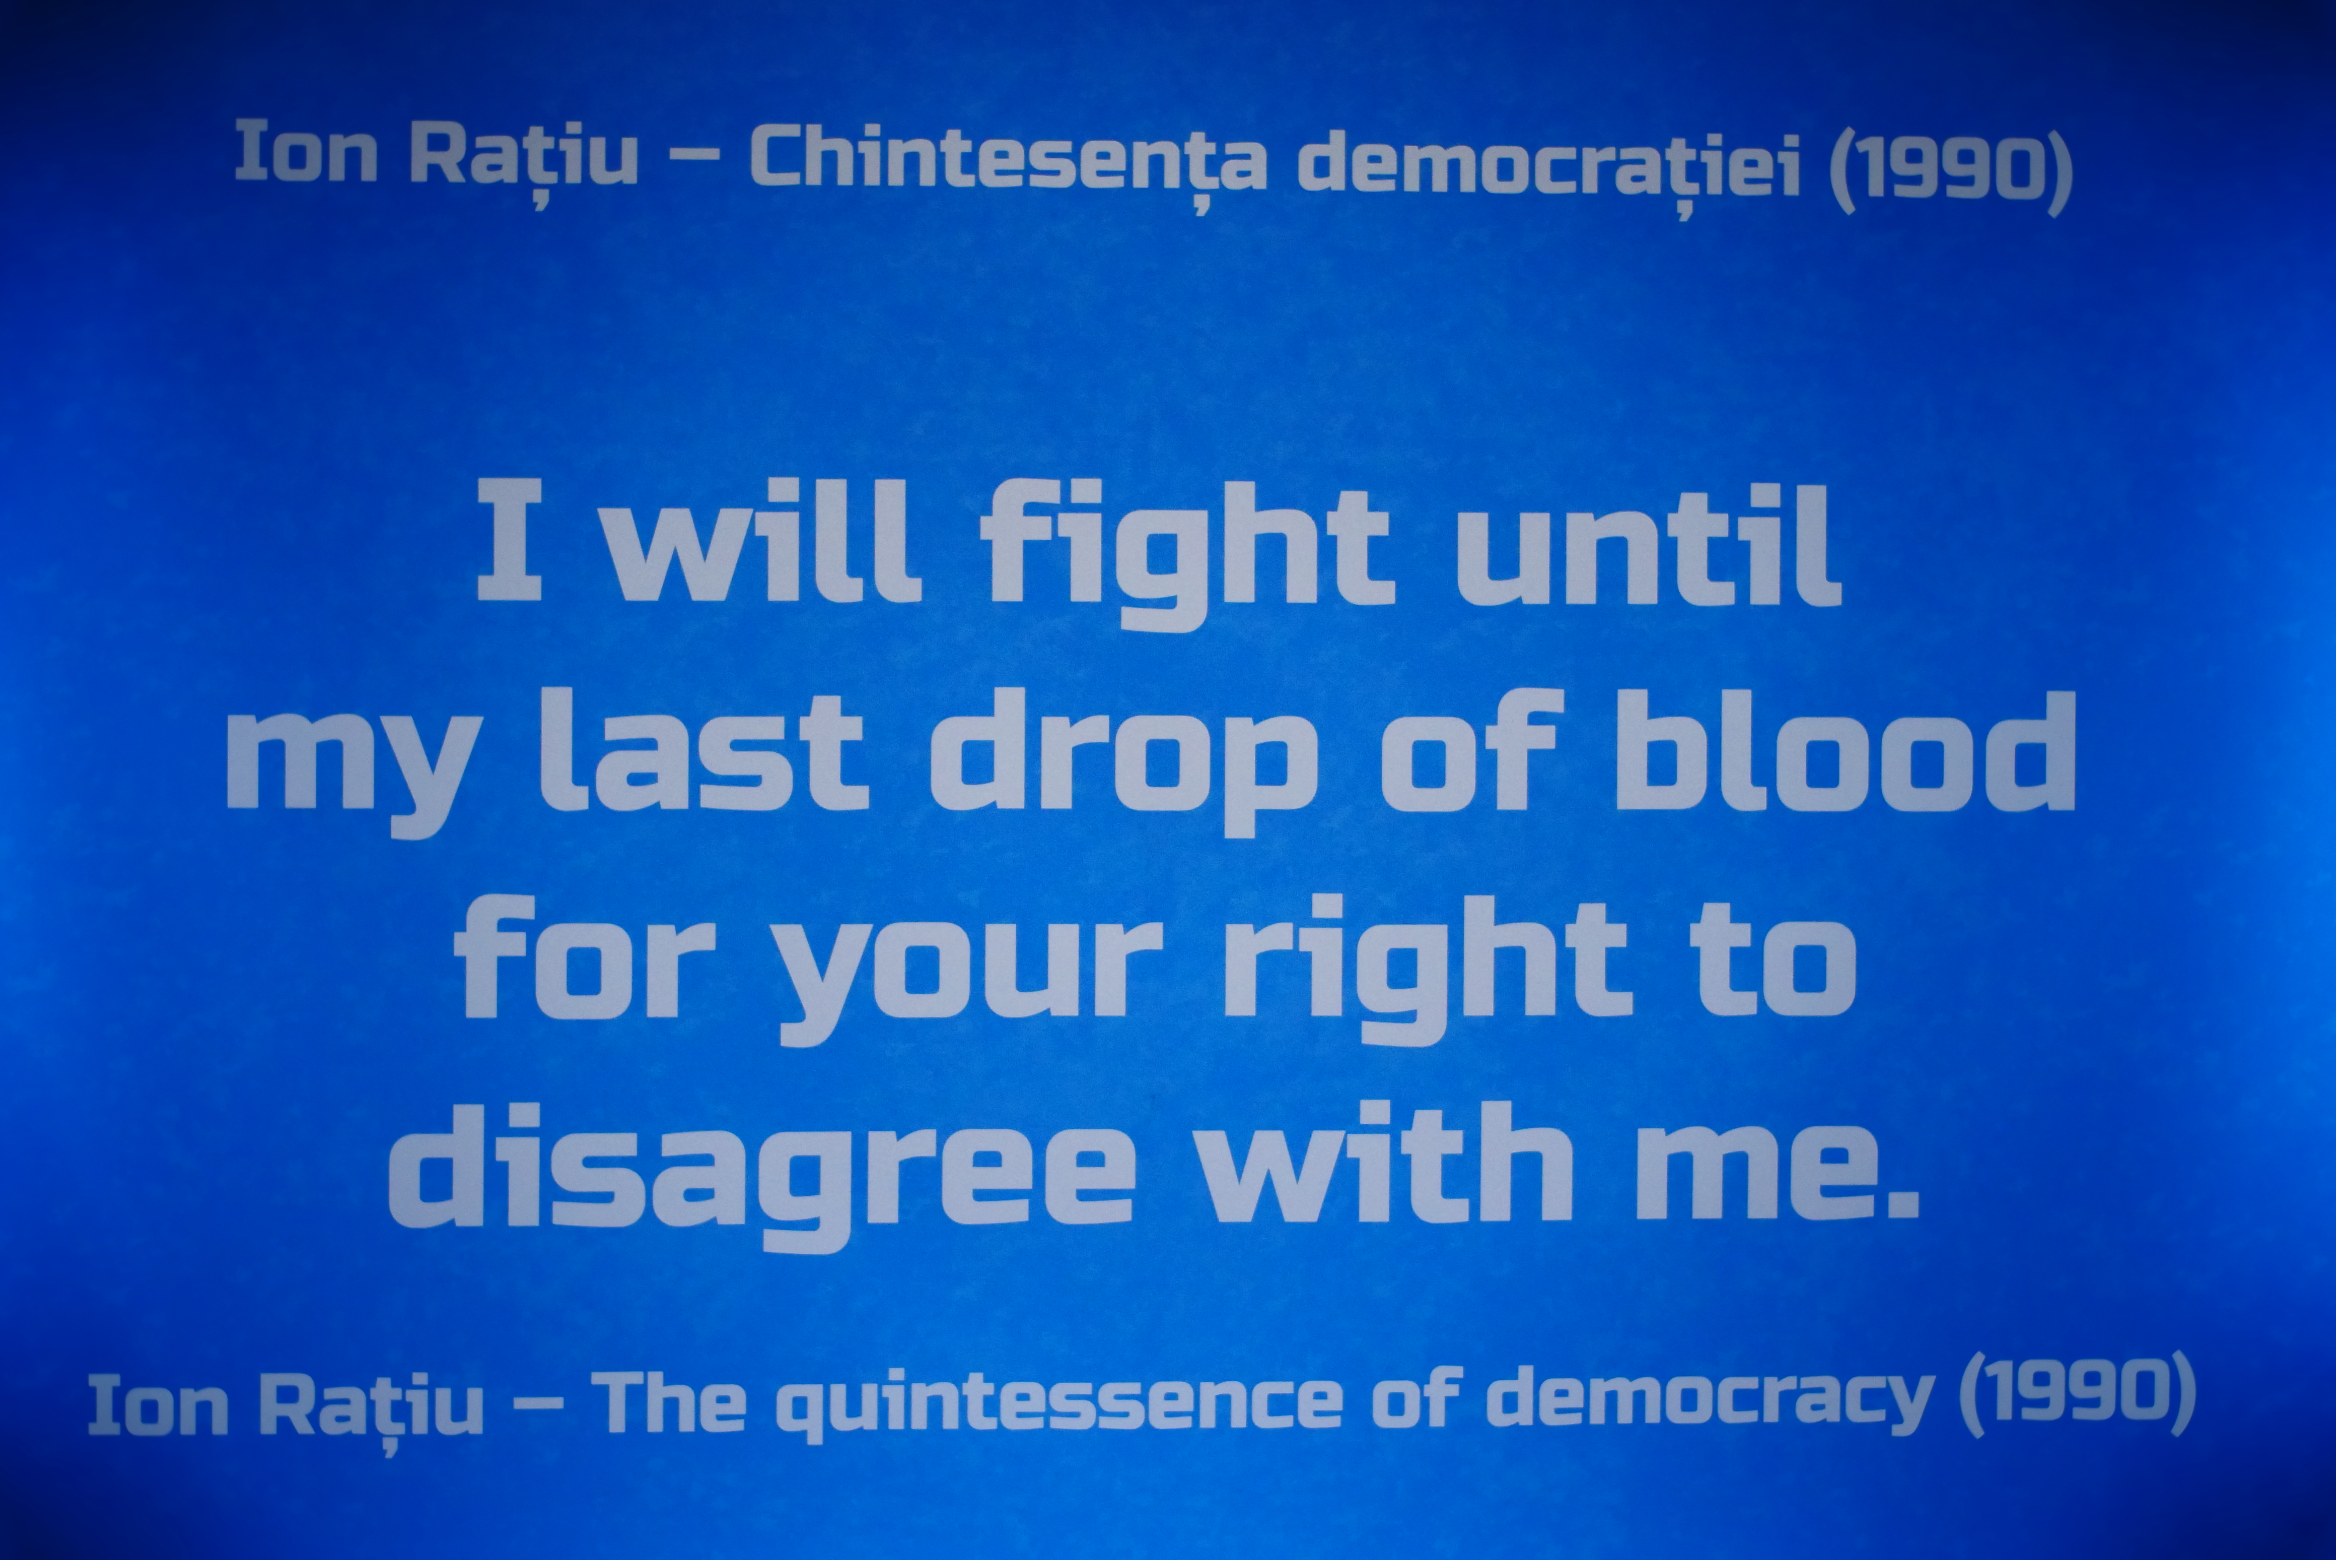 Ion Rațiu – Chintesența democrației (1990)
I will fight until
my last drop of blood
for your right to
disagree with me.
Ion Rațiu – The quintessence of democracy (1990)